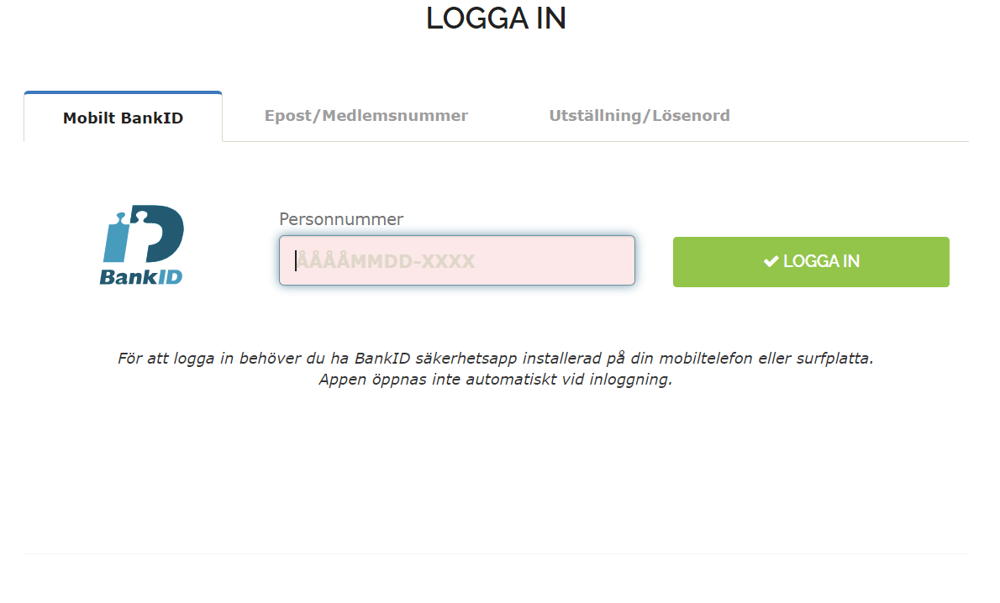 LOGGA IN
Mobilt BankID
Epost/Medlemsnummer
Utställning/Lösenord
Personnummer
ÅÅÅÅMMDD-XXXX
LOGGA IN
BankID
För att logga in behöver du ha BankID säkerhetsapp installerad på din mobiltelefon eller surfplatta.
Appen öppnas inte automatiskt vid inloggning.